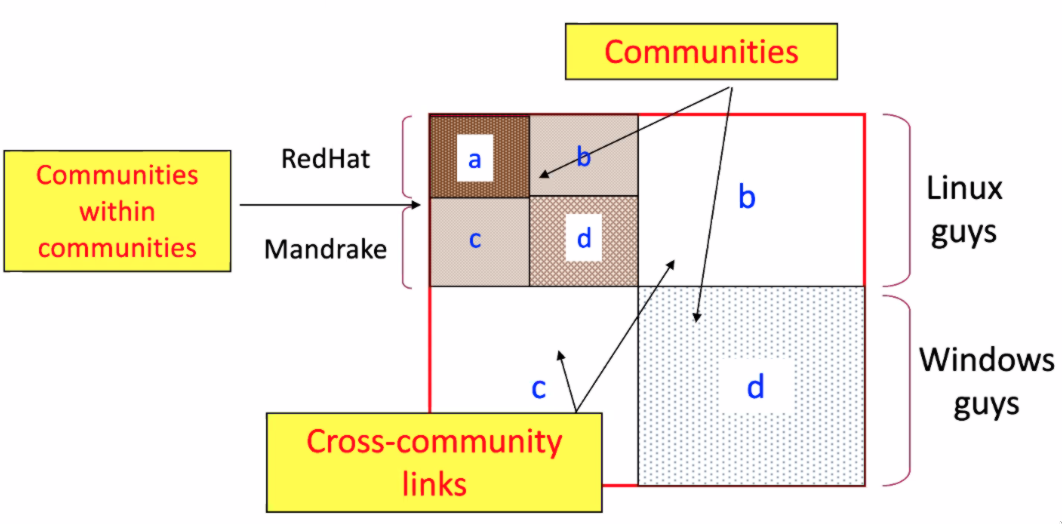 Communities
RedHat
a
b
Communities
within
communities
b
Linux
guys
Mandrake
c
d
Windows
guys
c
d
Cross-community
links